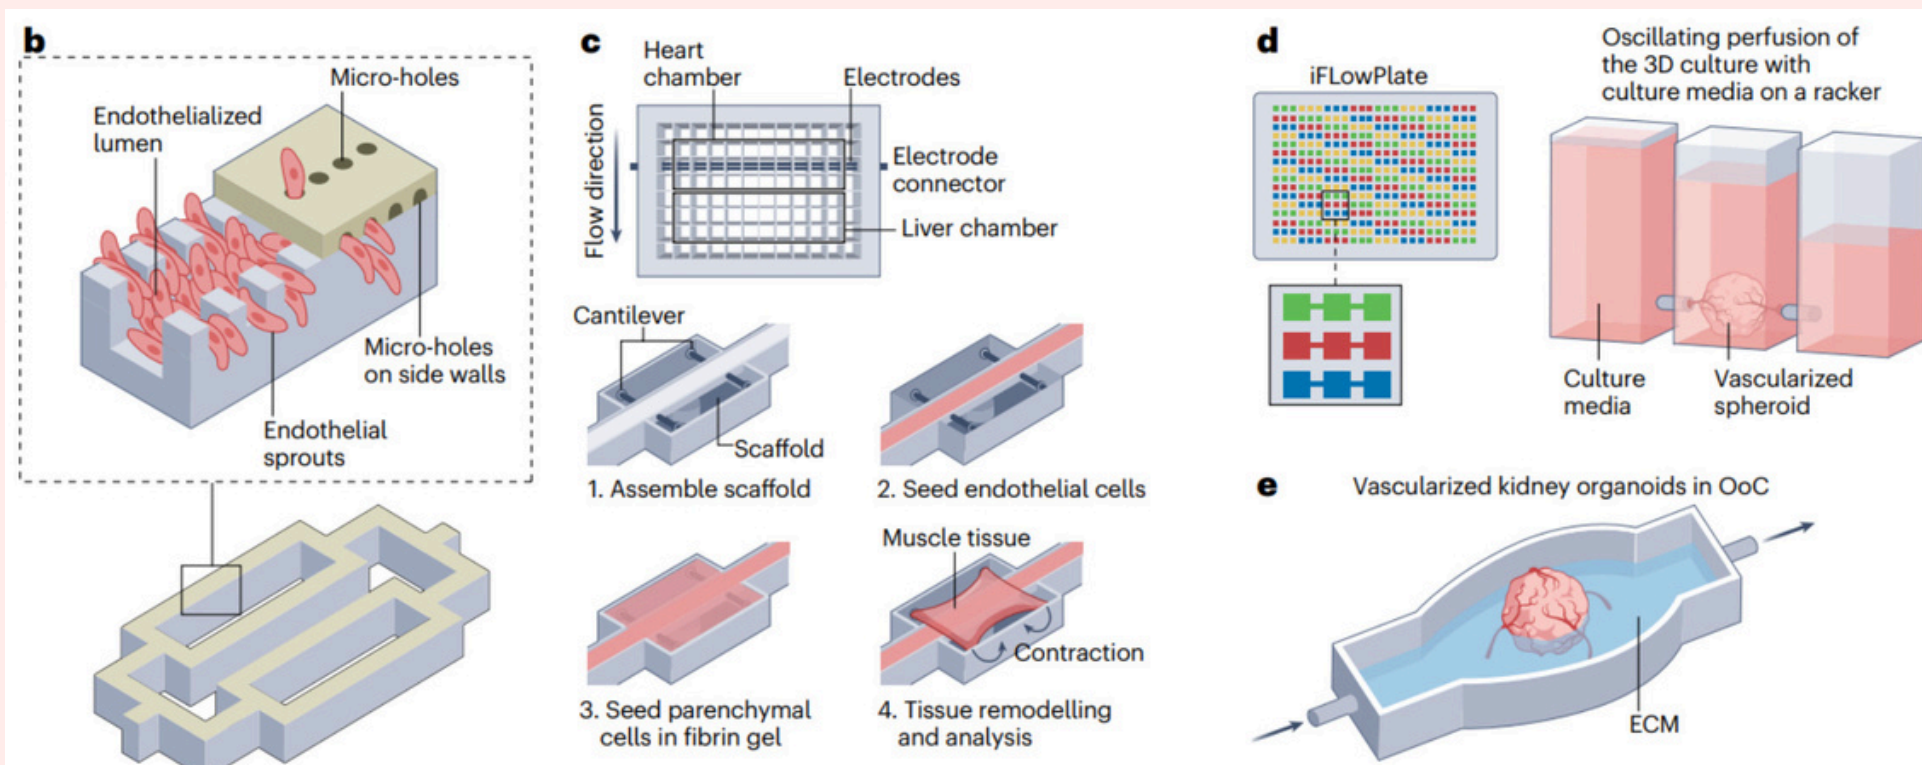 b
Micro-holes
Endothelialized
lumen
Micro-holes
on side walls
Endothelial
sprouts
c
Heart
chamber
Electrodes
Flow direction
Electrode
connector
Liver chamber
Cantilever
Scaffold
1. Assemble scaffold
2. Seed endothelial cells
Muscle tissue
Contraction
3. Seed parenchymal
cells in fibrin gel
4. Tissue remodelling
and analysis
d
iFLowPlate
Oscillating perfusion of
the 3D culture with
culture media on a racker
Culture
media
Vascularized
spheroid
e
Vascularized kidney organoids in OoC
ECM